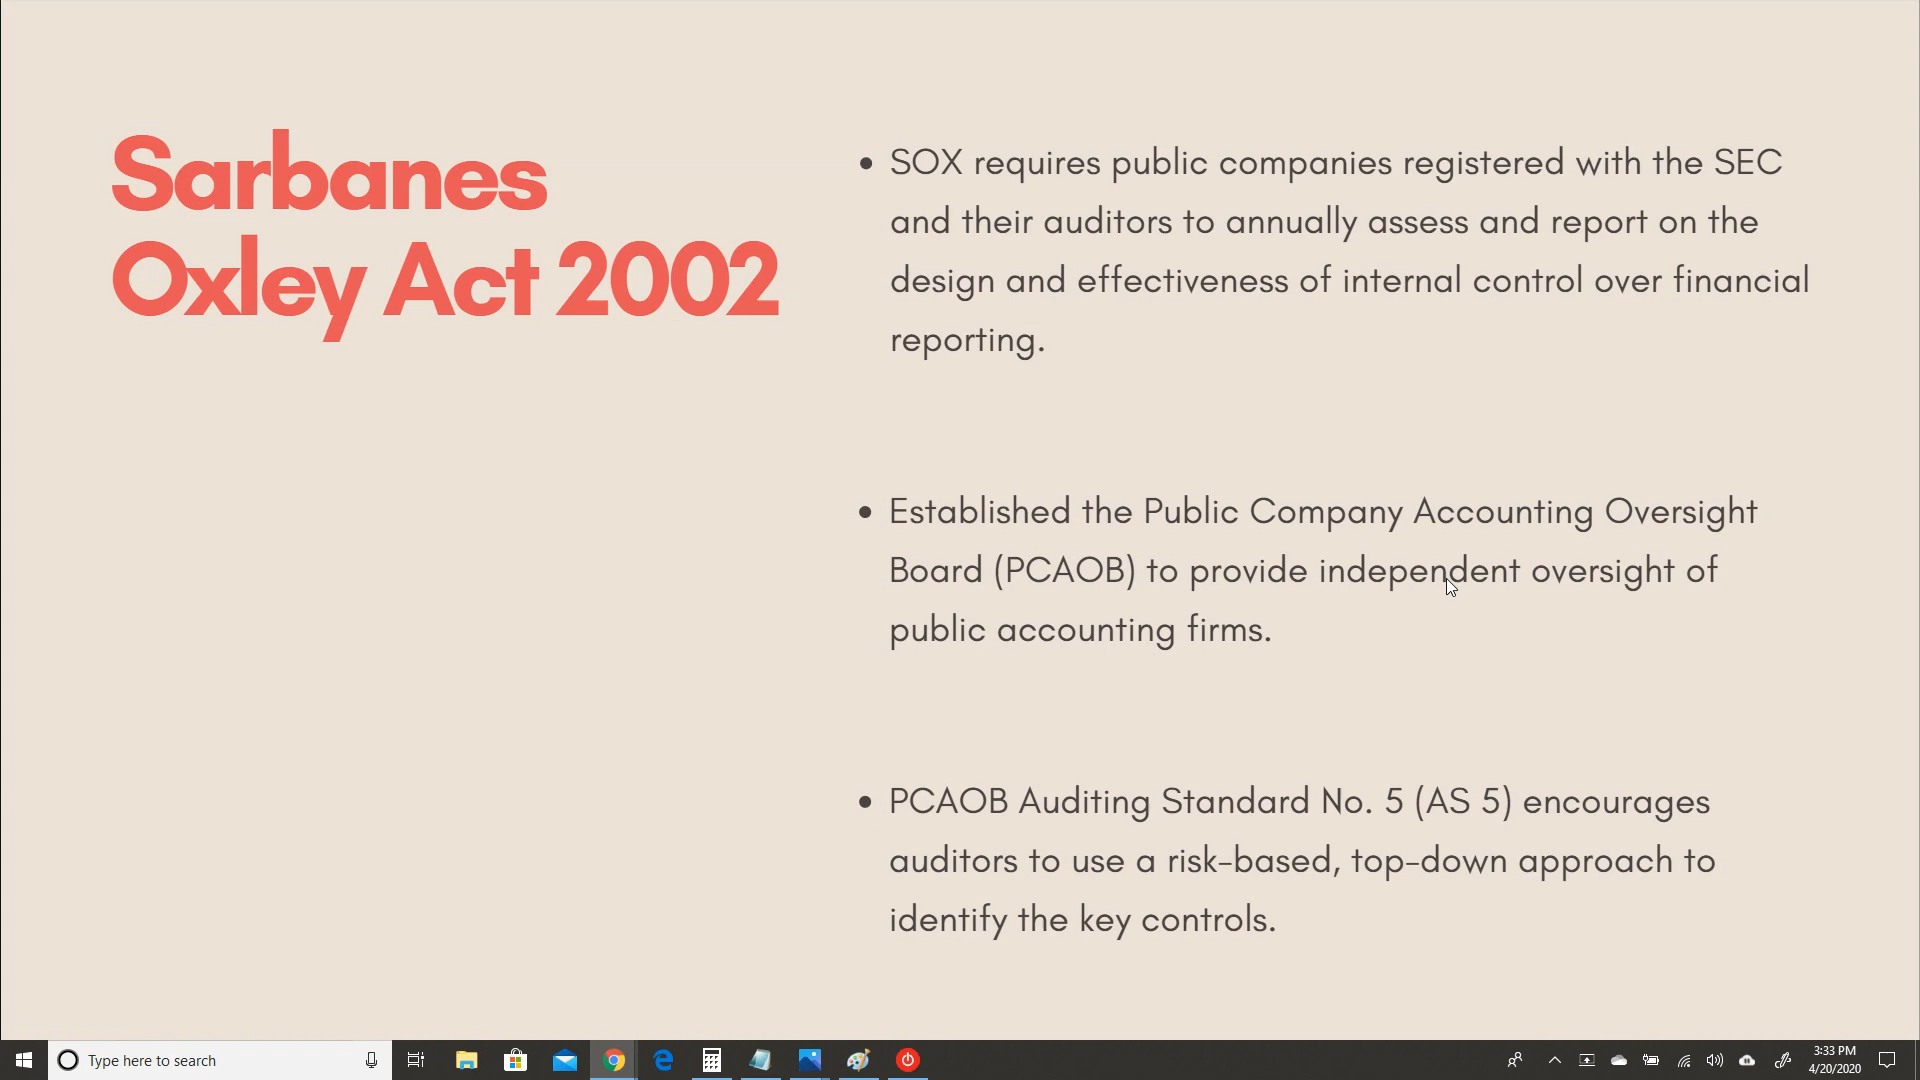 Sarbanes
Oxley Act 2002
• SOX requires public companies registered with the SEC
and their auditors to annually assess and report on the
design and effectiveness of internal control over financial
reporting.
• Established the Public Company Accounting Oversight
Board (PCAOB) to provide independent oversight of
public accounting firms.
• PCAOB Auditing Standard No. 5 (AS 5) encourages
auditors to use a risk-based, top-down approach to
identify the key controls.
Type here to search
3:33 PM
4/20/2020